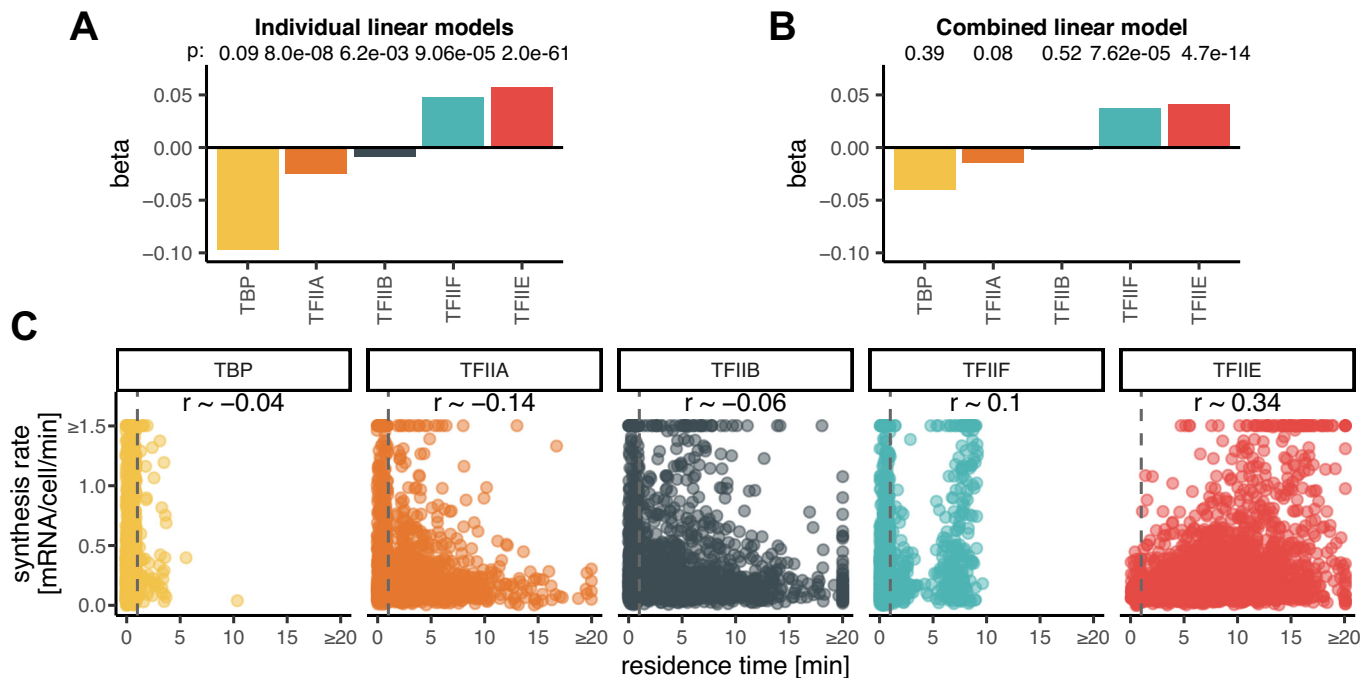 A
Individual linear models
p: 0.09 8.0e-08 6.2e-03 9.06e-05 2.0e-61
0.05
0.00
−0.05
−0.10
beta
TBP
TFIIA
TFIIB
TFIIF
TFIIE
B
Combined linear model
0.39 0.08 0.52 7.62e-05 4.7e-14
0.05
0.00
−0.05
−0.10
beta
TBP
TFIIA
TFIIB
TFIIF
TFIIE
C
TBP TFIIA TFIIB TFIIF TFIIE
r ~ −0.04 r ~ −0.14 r ~ −0.06 r ~ 0.1 r ~ 0.34
synthesis rate
[mRNA/cell/min]
≥1.5
1.0
0.5
0.0
0 5 10 ≥20 0 5 10 ≥20 0 5 10 ≥20 0 5 10 ≥20 0 5 10 ≥20
residence time [min]